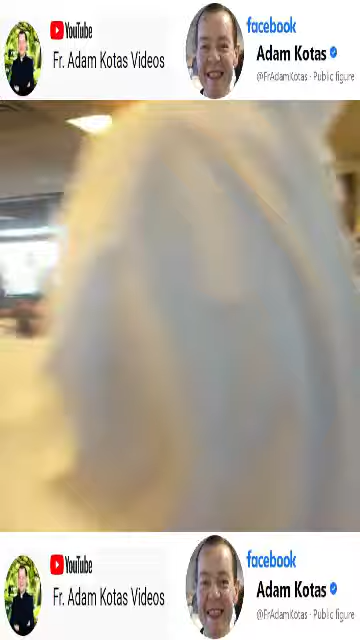 YouTube
Fr. Adam Kotas Videos
facebook
Adam Kotas
@FrAdamKotas · Public figure
YouTube
Fr. Adam Kotas Videos
facebook
Adam Kotas
@FrAdamKotas · Public figure